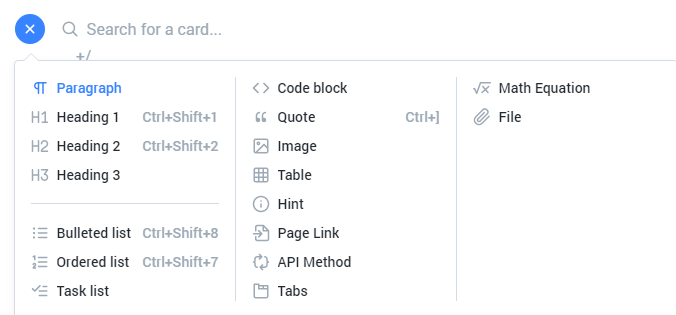 Search for a card...
+/
Paragraph
H1 Heading 1 Ctrl+Shift+1
H2 Heading 2 Ctrl+Shift+2
H3 Heading 3
Bulleted list Ctrl+Shift+8
Ordered list Ctrl+Shift+7
Task list
Code block
Quote Ctrl+]
Image
Table
Hint
Page Link
API Method
Tabs
Math Equation
File